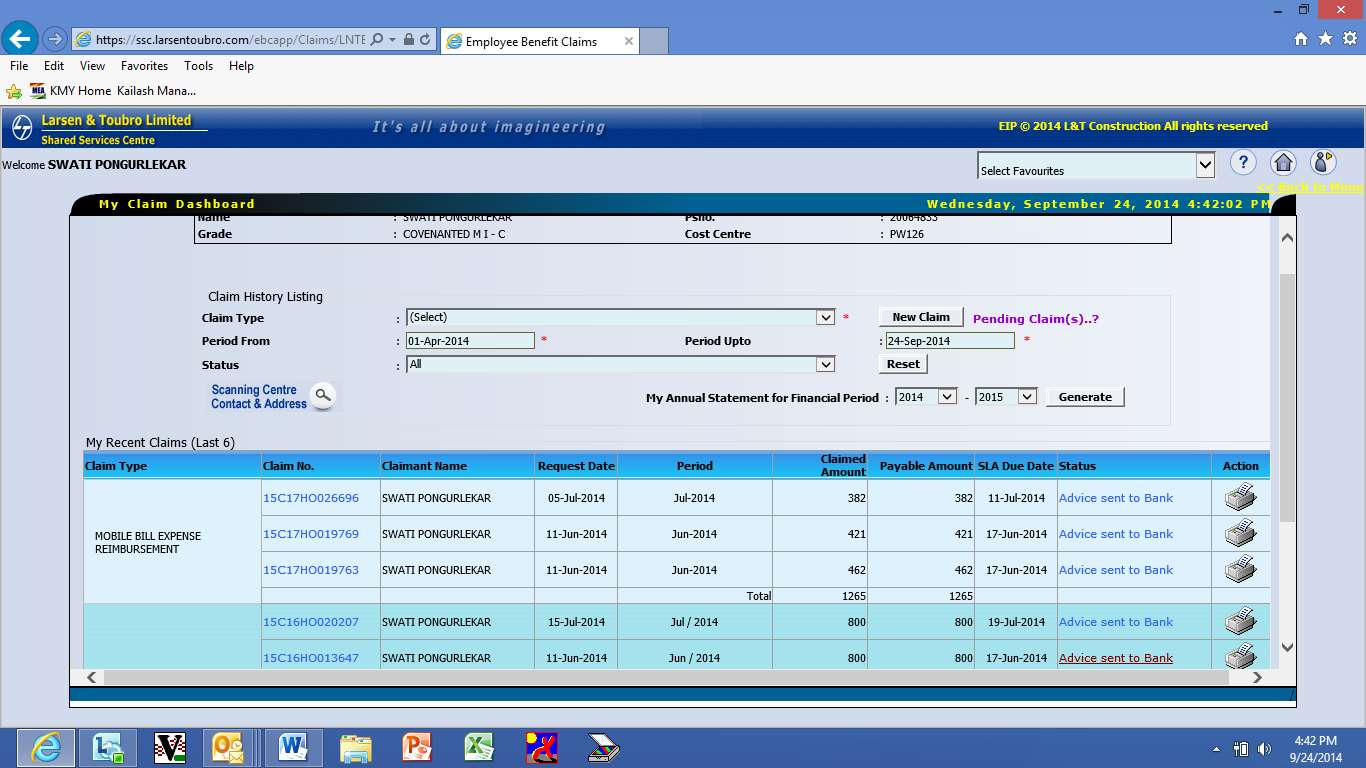 https://ssc.larsentoubro.com/ebcapp/Claims/LNTE
Employee Benefit Claims
File Edit View Favorites Tools Help
KMY Home Kailash Mana...
Larsen & Toubro Limited
Shared Services Centre
It's all about imagineering
EIP © 2014 L&T Construction All rights reserved
Welcome SWATI PONGURLEKAR
Select Favourites
<< Back to Menu
My Claim Dashboard Wednesday, September 24, 2014 4:42:02 PM
Name : SWATI PONGURLEKAR Psno. : 20064833
Grade : COVENANTED M I - C Cost Centre : PW126
Claim History Listing
Claim Type : (Select) * New Claim Pending Claim(s)..?
Period From : 01-Apr-2014 * Period Upto : 24-Sep-2014 *
Status : All Reset
Scanning Centre
Contact & Address
My Annual Statement for Financial Period : 2014 - 2015 Generate
My Recent Claims (Last 6)
Claim Type Claim No. Claimant Name Request Date Period Claimed Amount Payable Amount SLA Due Date Status Action
MOBILE BILL EXPENSE
REIMBURSEMENT
15C17HO026696 SWATI PONGURLEKAR 05-Jul-2014 Jul-2014 382 382 11-Jul-2014 Advice sent to Bank
15C17HO019769 SWATI PONGURLEKAR 11-Jun-2014 Jun-2014 421 421 17-Jun-2014 Advice sent to Bank
15C17HO019763 SWATI PONGURLEKAR 11-Jun-2014 Jun-2014 462 462 17-Jun-2014 Advice sent to Bank
Total 1265 1265
15C16HO020207 SWATI PONGURLEKAR 15-Jul-2014 Jul / 2014 800 800 19-Jul-2014 Advice sent to Bank
15C16HO013647 SWATI PONGURLEKAR 11-Jun-2014 Jun / 2014 800 800 17-Jun-2014 Advice sent to Bank
4:42 PM
9/24/2014